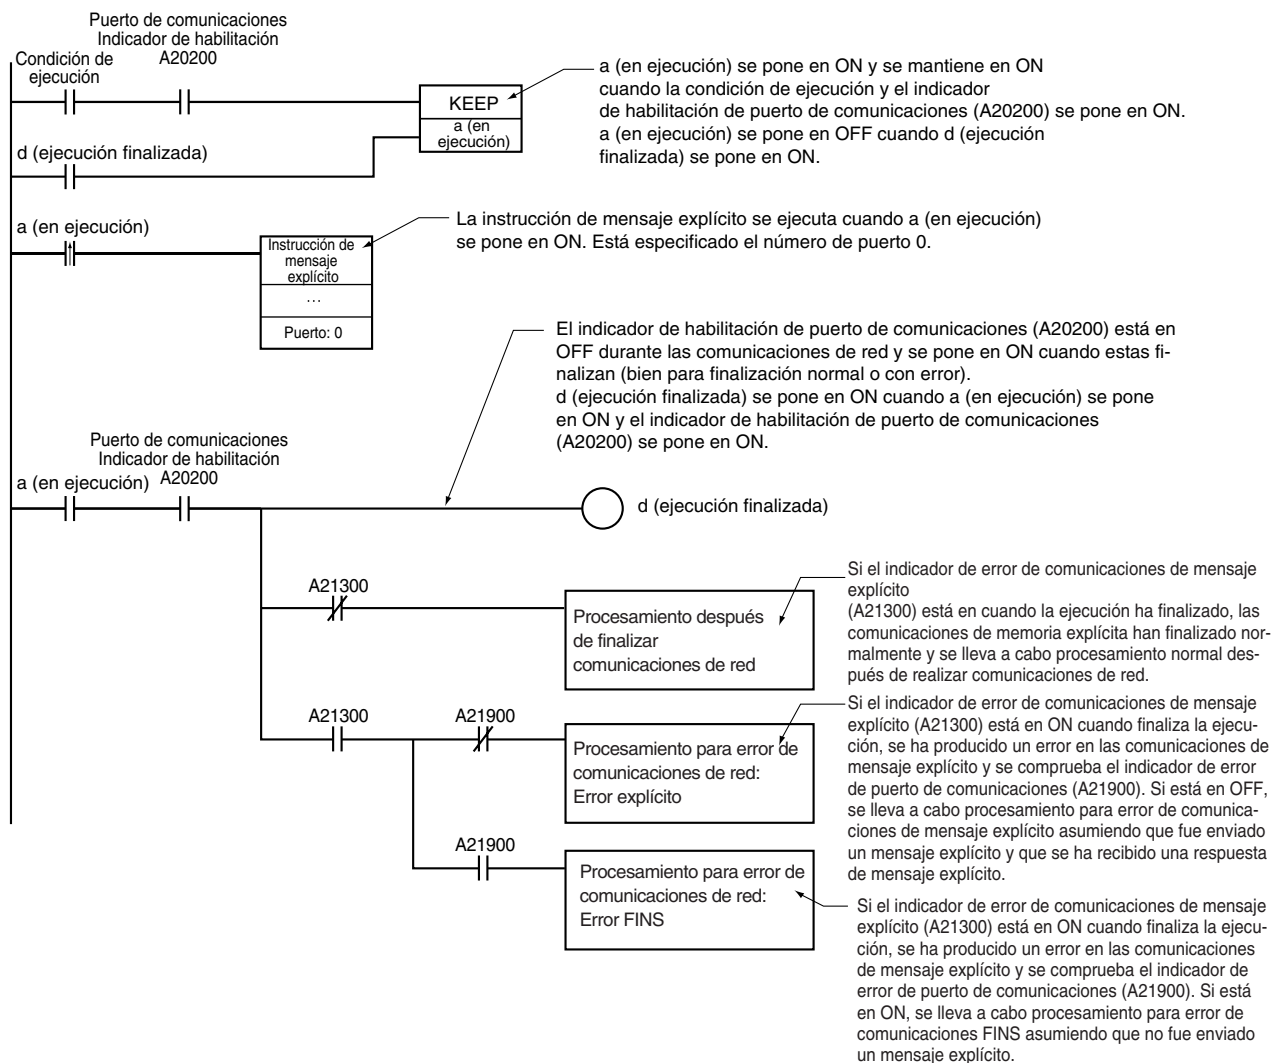 Puerto de comunicaciones
Indicador de habilitación
A20200
Condición de
ejecución
KEEP
a (en
ejecución)
a (en ejecución) se pone en ON y se mantiene en ON
cuando la condición de ejecución y el indicador
de habilitación de puerto de comunicaciones (A20200) se pone en ON.
a (en ejecución) se pone en OFF cuando d (ejecución
finalizada) se pone en ON.
d (ejecución finalizada)
a (en ejecución)
Instrucción de
mensaje
explícito
...
Puerto: 0
La instrucción de mensaje explícito se ejecuta cuando a (en ejecución)
se pone en ON. Está especificado el número de puerto 0.
El indicador de habilitación de puerto de comunicaciones (A20200) está en
OFF durante las comunicaciones de red y se pone en ON cuando estas fi-
nalizan (bien para finalización normal o con error).
d (ejecución finalizada) se pone en ON cuando a (en ejecución) se pone
en ON y el indicador de habilitación de puerto de comunicaciones
(A20200) se pone en ON.
Puerto de comunicaciones
Indicador de habilitación
A20200
a (en ejecución)
d (ejecución finalizada)
A21300
Procesamiento después
de finalizar
comunicaciones de red
Si el indicador de error de comunicaciones de mensaje
explícito
(A21300) está en cuando la ejecución ha finalizado, las
comunicaciones de memoria explícita han finalizado nor-
malmente y se lleva a cabo procesamiento normal des-
pués de realizar comunicaciones de red.
A21300
A21900
Procesamiento para error de
comunicaciones de red:
Error explícito
Si el indicador de error de comunicaciones de mensaje
explícito (A21300) está en ON cuando finaliza la ejecu-
ción, se ha producido un error en las comunicaciones de
mensaje explícito y se comprueba el indicador de error
de puerto de comunicaciones (A21900). Si está en OFF,
se lleva a cabo procesamiento para error de comunica-
ciones de mensaje explícito asumiendo que fue enviado
un mensaje explícito y que se ha recibido una respuesta
de mensaje explícito.
A21900
Procesamiento para error de
comunicaciones de red:
Error FINS
Si el indicador de error de comunicaciones de mensaje
explícito (A21300) está en ON cuando finaliza la ejecu-
ción, se ha producido un error en las comunicaciones
de mensaje explícito y se comprueba el indicador de
error de puerto de comunicaciones (A21900). Si está
en ON, se lleva a cabo procesamiento para error de
comunicaciones FINS asumiendo que no fue enviado
un mensaje explícito.